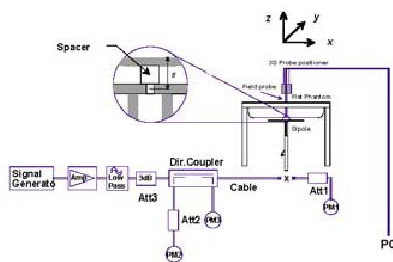 z
y
x
Spacer
3D Probe positioner
Field probe
Flat Phantom
Dipole
Signal
Generato
Amp
Low
Pass
3dB
Att3
Dir.Coupler
Cable
x
Att1
PM1
Att2
PM3
PM2
PC